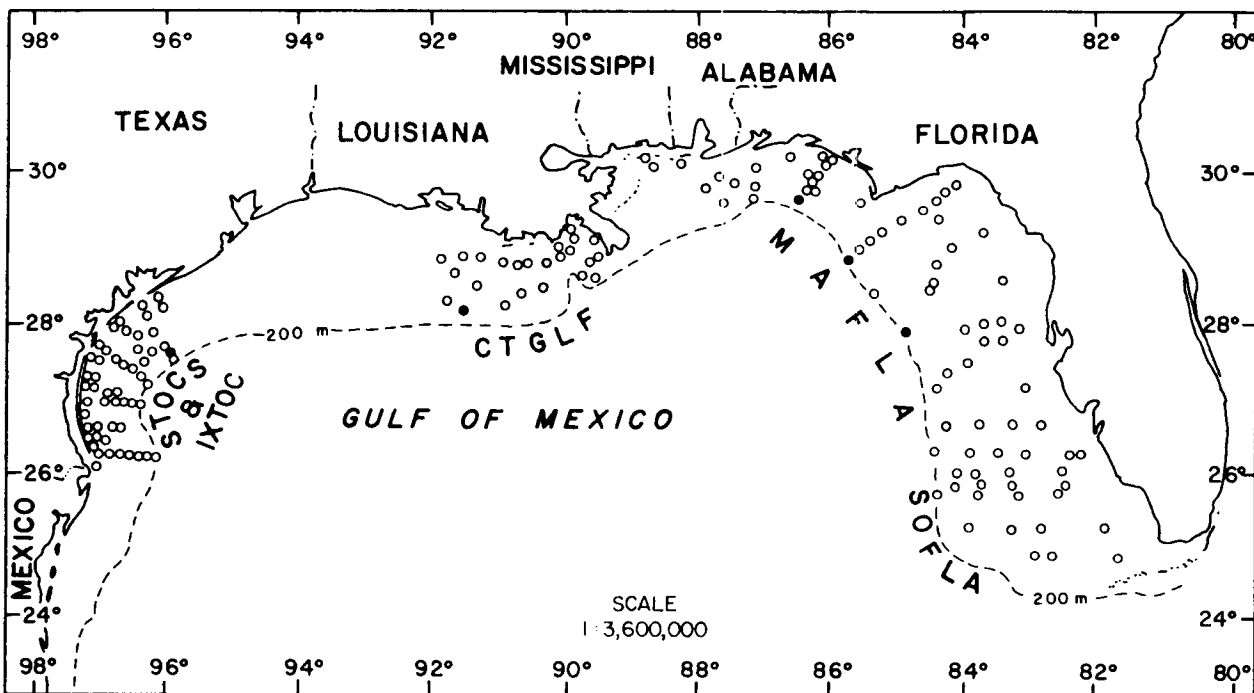 98° 96° 94° 92° 90° 88° 86° 84° 82° 80°
MISSISSIPPI ALABAMA
TEXAS LOUISIANA FLORIDA
30° 30°
MAFLA
28° 200 m 28°
CTGLF
STOCS & IXTOC
GULF OF MEXICO
26° 26°
SOFLA
MEXICO
200 m
SCALE
1:3,600,000
24° 24°
98° 96° 94° 92° 90° 88° 86° 84° 82° 80°